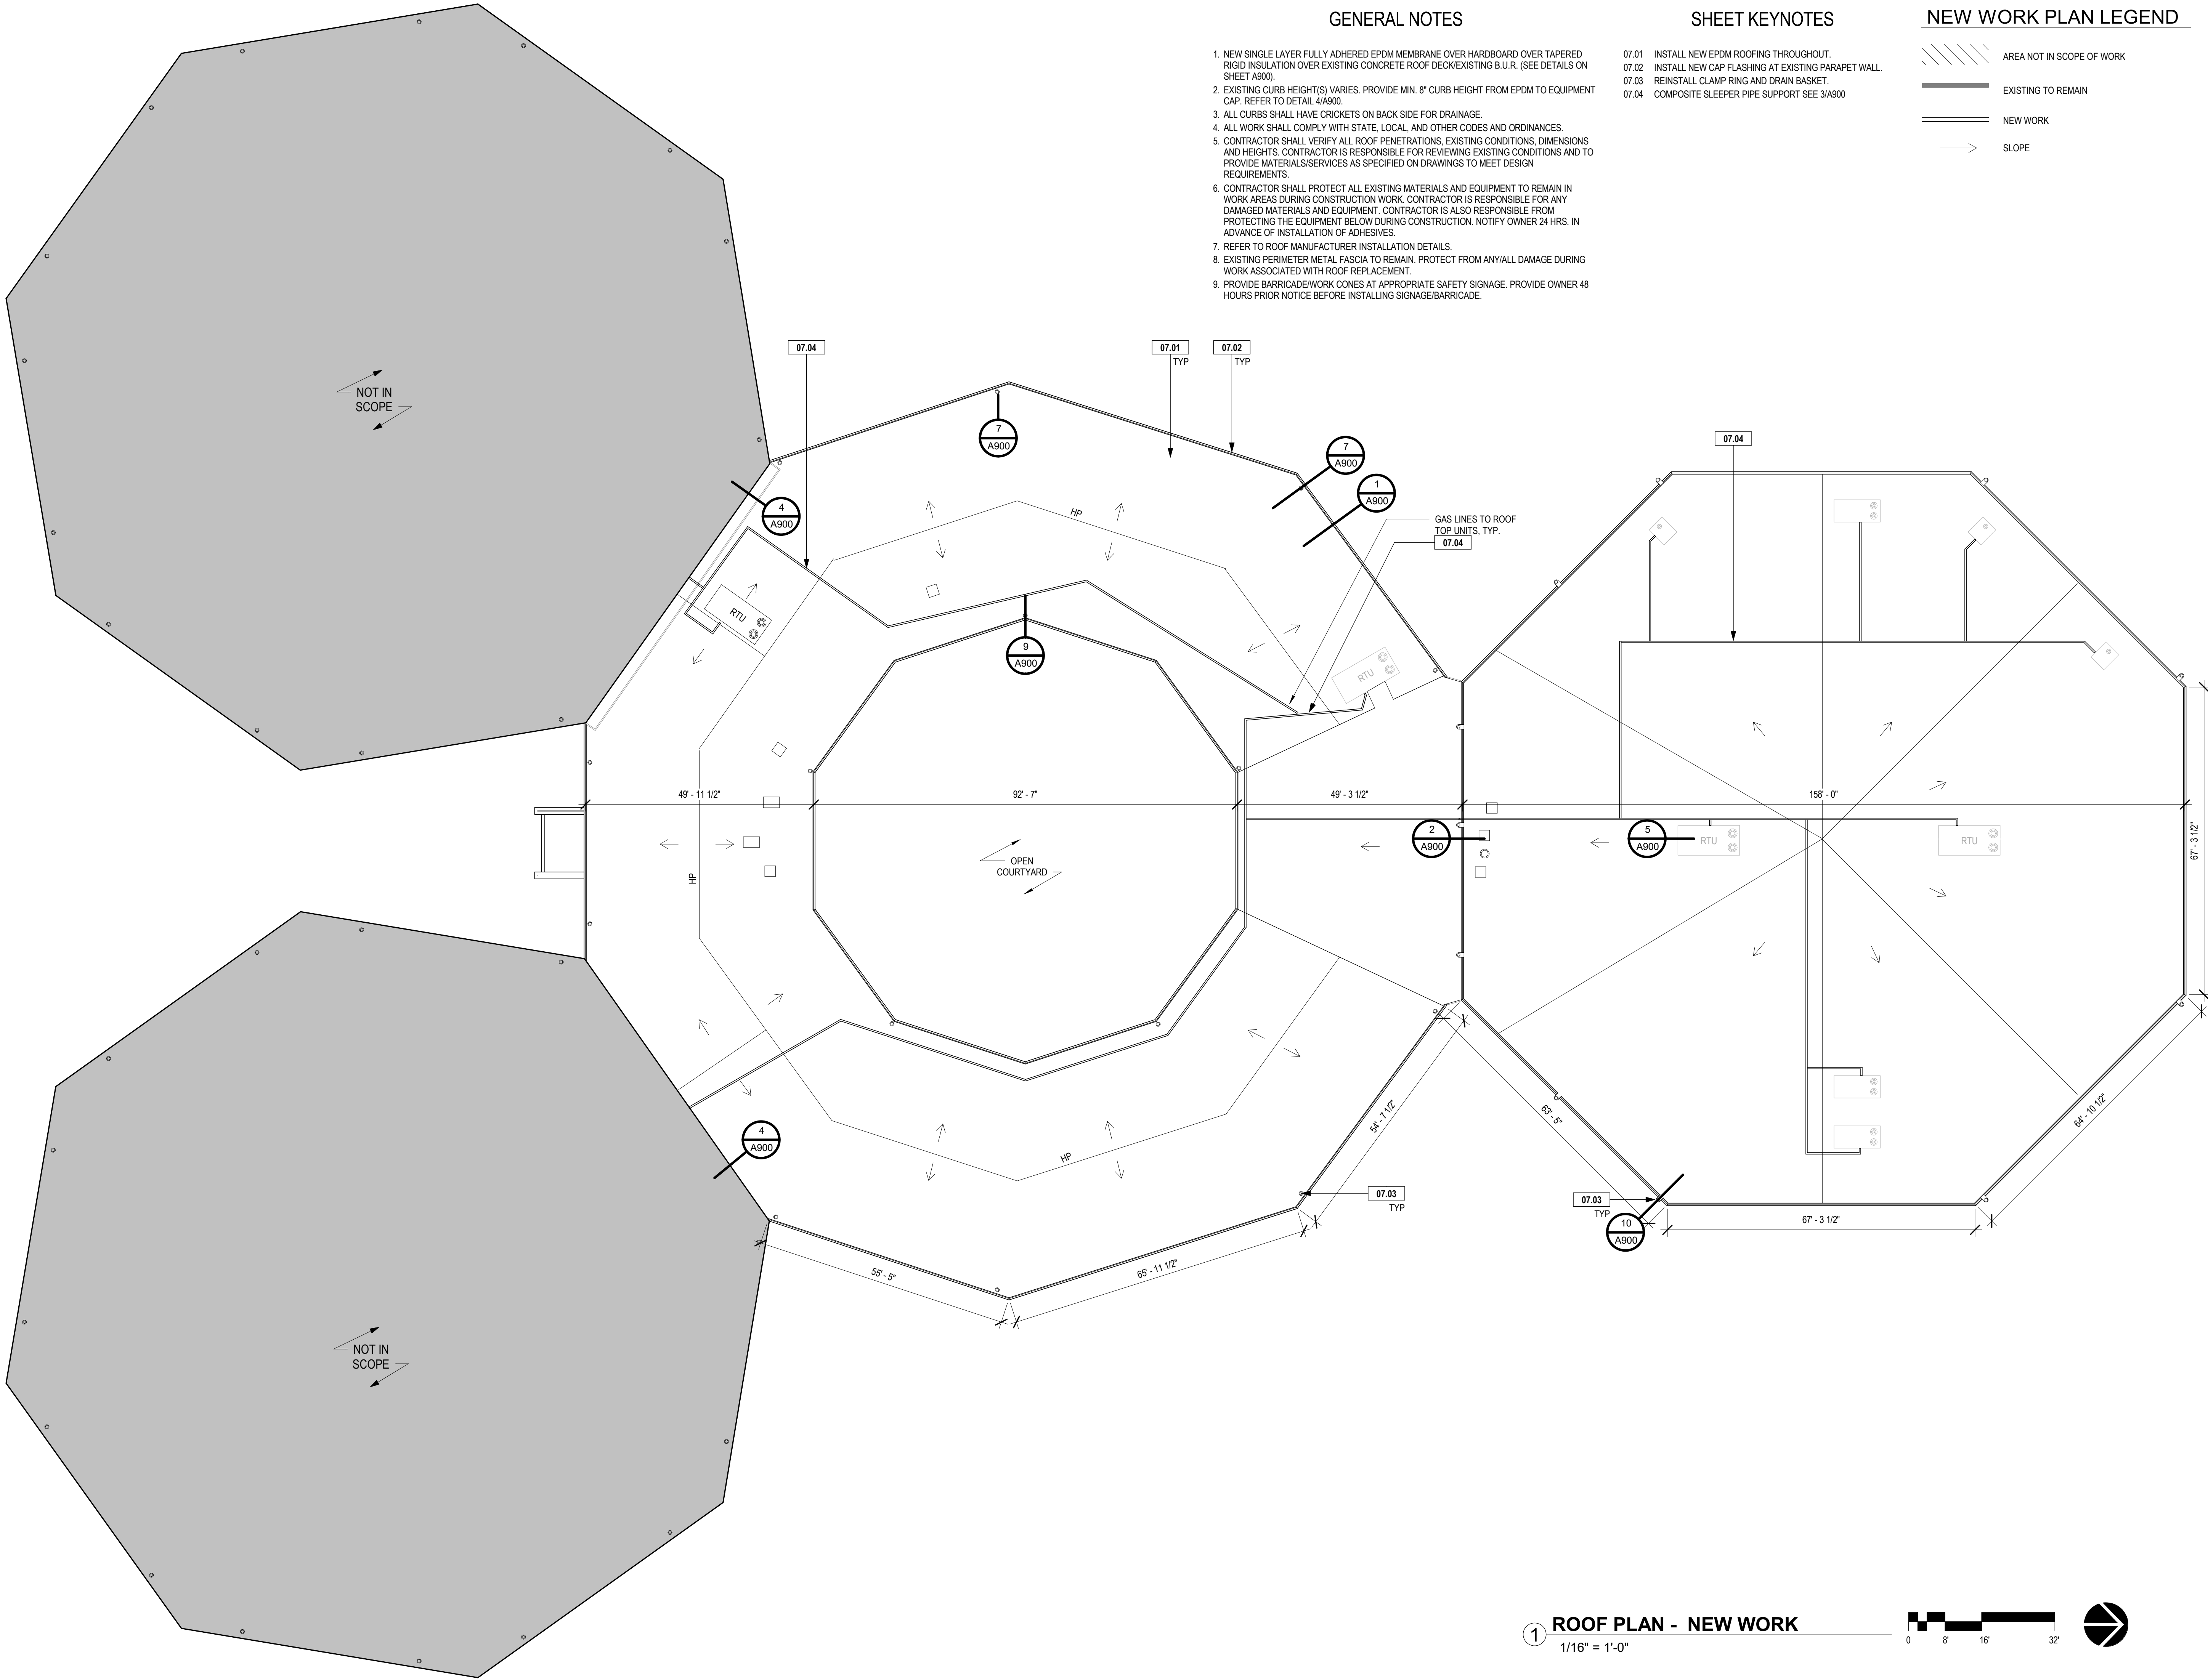 GENERAL NOTES
1. NEW SINGLE LAYER FULLY ADHERED EPDM MEMBRANE OVER HARDBOARD OVER TAPERED
RIGID INSULATION OVER EXISTING CONCRETE ROOF DECK/EXISTING B.U.R. (SEE DETAILS ON
SHEET A900).
2. EXISTING CURB HEIGHT(S) VARIES. PROVIDE MIN. 8" CURB HEIGHT FROM EPDM TO EQUIPMENT
CAP. REFER TO DETAIL 4/A900.
3. ALL CURBS SHALL HAVE CRICKETS ON BACK SIDE FOR DRAINAGE.
4. ALL WORK SHALL COMPLY WITH STATE, LOCAL, AND OTHER CODES AND ORDINANCES.
5. CONTRACTOR SHALL VERIFY ALL ROOF PENETRATIONS, EXISTING CONDITIONS, DIMENSIONS
AND HEIGHTS. CONTRACTOR IS RESPONSIBLE FOR REVIEWING EXISTING CONDITIONS AND TO
PROVIDE MATERIALS/SERVICES AS SPECIFIED ON DRAWINGS TO MEET DESIGN
REQUIREMENTS.
6. CONTRACTOR SHALL PROTECT ALL EXISTING MATERIALS AND EQUIPMENT TO REMAIN IN
WORK AREAS DURING CONSTRUCTION WORK. CONTRACTOR IS RESPONSIBLE FOR ANY
DAMAGED MATERIALS AND EQUIPMENT. CONTRACTOR IS ALSO RESPONSIBLE FROM
PROTECTING THE EQUIPMENT BELOW DURING CONSTRUCTION. NOTIFY OWNER 24 HRS. IN
ADVANCE OF INSTALLATION OF ADHESIVES.
7. REFER TO ROOF MANUFACTURER INSTALLATION DETAILS.
8. EXISTING PERIMETER METAL FASCIA TO REMAIN. PROTECT FROM ANY/ALL DAMAGE DURING
WORK ASSOCIATED WITH ROOF REPLACEMENT.
9. PROVIDE BARRICADE/WORK CONES AT APPROPRIATE SAFETY SIGNAGE. PROVIDE OWNER 48
HOURS PRIOR NOTICE BEFORE INSTALLING SIGNAGE/BARRICADE.
SHEET KEYNOTES
07.01 INSTALL NEW EPDM ROOFING THROUGHOUT.
07.02 INSTALL NEW CAP FLASHING AT EXISTING PARAPET WALL.
07.03 REINSTALL CLAMP RING AND DRAIN BASKET.
07.04 COMPOSITE SLEEPER PIPE SUPPORT SEE 3/A900
NEW WORK PLAN LEGEND
AREA NOT IN SCOPE OF WORK
EXISTING TO REMAIN
NEW WORK
SLOPE
07.04
07.01
TYP
07.02
TYP
NOT IN
SCOPE
7
A900
7
A900
07.04
4
A900
1
A900
HP
GAS LINES TO ROOF
TOP UNITS, TYP.
07.04
RTU
9
A900
RTU
49' - 11 1/2"
92' - 7"
49' - 3 1/2"
158' - 0"
67' - 3 1/2"
2
A900
5
A900
RTU
RTU
OPEN
COURTYARD
HP
54' - 7 1/2"
63' - 5"
64' - 10 1/2"
4
A900
HP
07.03
TYP
07.03
TYP
10
A900
67' - 3 1/2"
55' - 5"
65' - 11 1/2"
NOT IN
SCOPE
1
ROOF PLAN - NEW WORK
1/16" = 1'-0"
0 8' 16' 32'